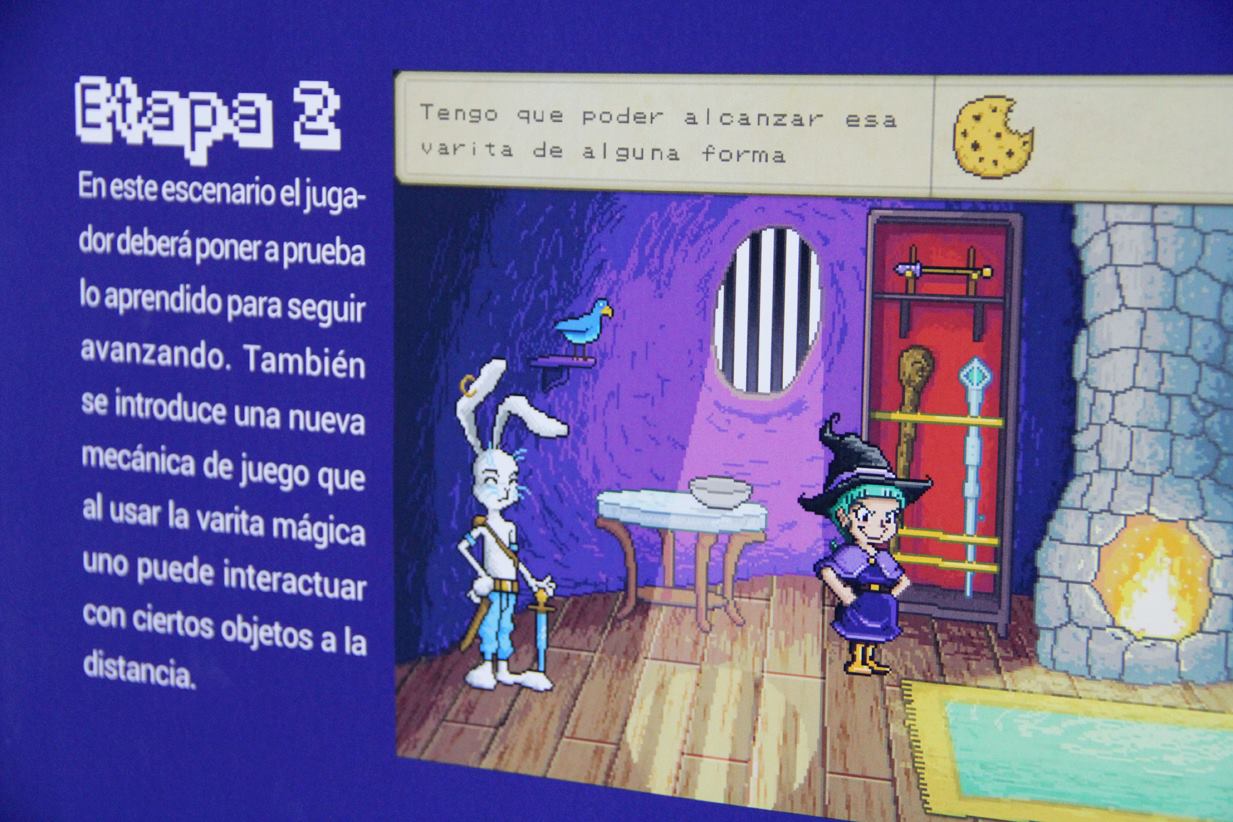 Etapa 2
En este escenario el juga-
dor deberá poner a prueba
lo aprendido para seguir
avanzando. También
se introduce una nueva
mecánica de juego que
al usar la varita mágica
uno puede interactuar
con ciertos objetos a la
distancia.
Tengo que poder alcanzar esa
varita de alguna forma